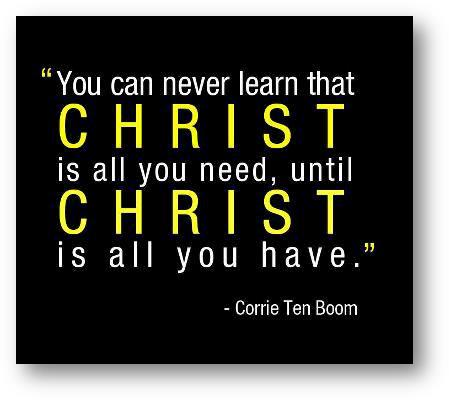 “You can never learn that
CHRIST
is all you need, until
CHRIST
is all you have.”
- Corrie Ten Boom